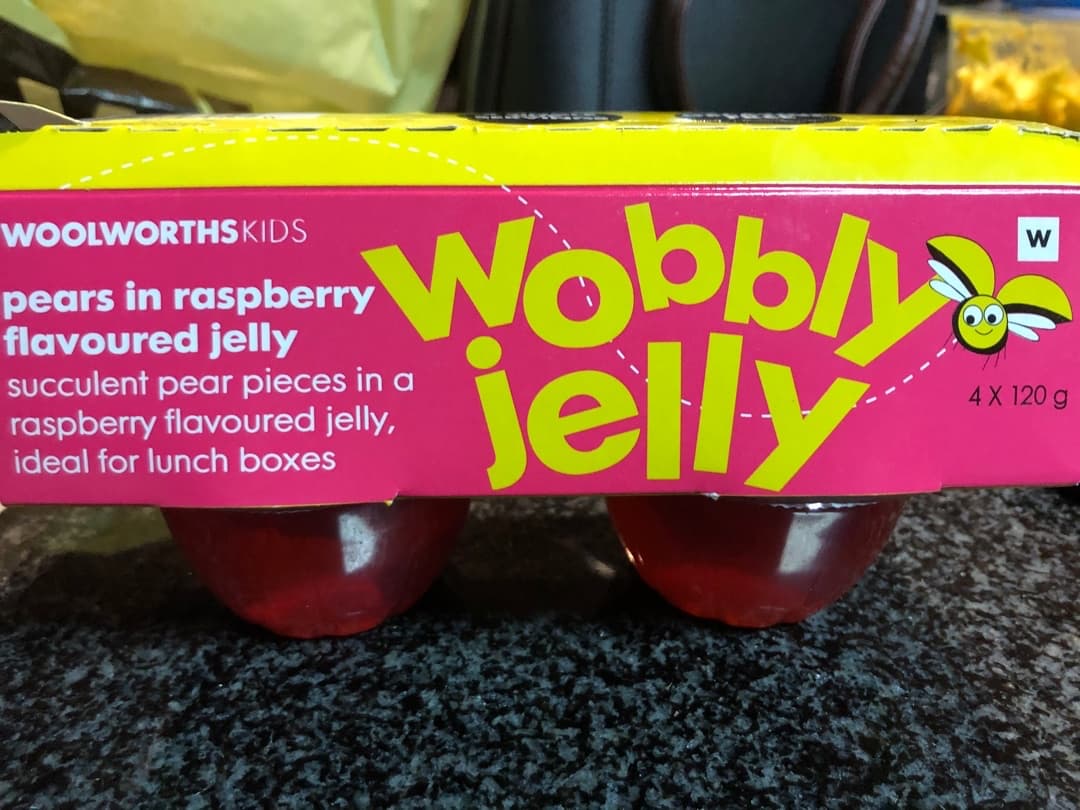 WOOLWORTHSKIDS
pears in raspberry
flavoured jelly
succulent pear pieces in a
raspberry flavoured jelly,
ideal for lunch boxes
Wobbly
jelly
W
4 X 120 g